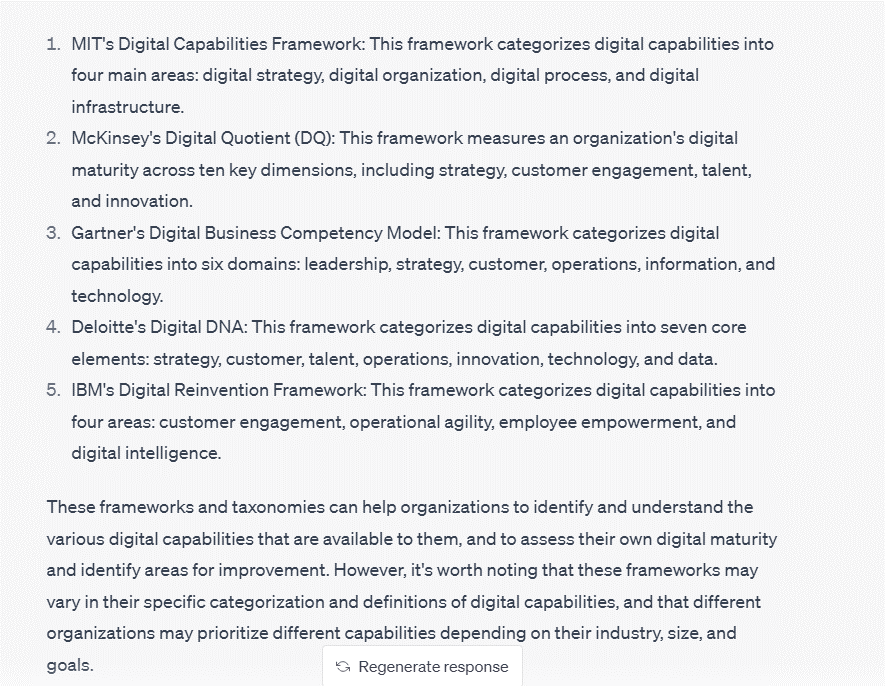 1. MIT's Digital Capabilities Framework: This framework categorizes digital capabilities into
four main areas: digital strategy, digital organization, digital process, and digital
infrastructure.
2. McKinsey's Digital Quotient (DQ): This framework measures an organization's digital
maturity across ten key dimensions, including strategy, customer engagement, talent,
and innovation.
3. Gartner's Digital Business Competency Model: This framework categorizes digital
capabilities into six domains: leadership, strategy, customer, operations, information, and
technology.
4. Deloitte's Digital DNA: This framework categorizes digital capabilities into seven core
elements: strategy, customer, talent, operations, innovation, technology, and data.
5. IBM's Digital Reinvention Framework: This framework categorizes digital capabilities into
four areas: customer engagement, operational agility, employee empowerment, and
digital intelligence.
These frameworks and taxonomies can help organizations to identify and understand the
various digital capabilities that are available to them, and to assess their own digital maturity
and identify areas for improvement. However, it's worth noting that these frameworks may
vary in their specific categorization and definitions of digital capabilities, and that different
organizations may prioritize different capabilities depending on their industry, size, and
goals.
Regenerate response